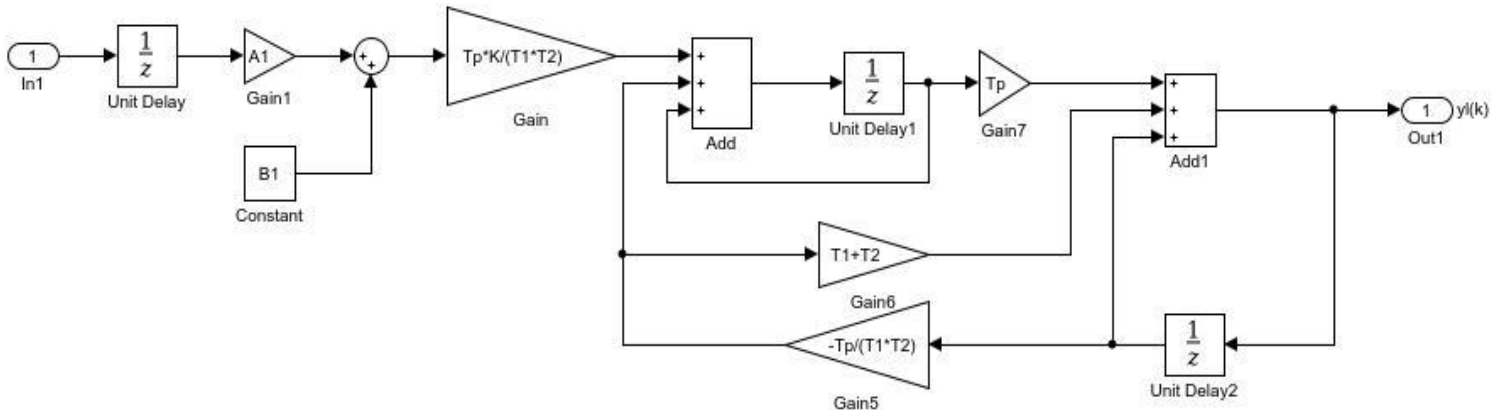 1
In1
1
z
Unit Delay
A1
Gain1
+
+
B1
Constant
Tp*K/(T1*T2)
Gain
+
+
+
Add
1
z
Unit Delay1
Tp
Gain7
+
+
+
Add1
1
yl(k)
Out1
T1+T2
Gain6
-Tp/(T1*T2)
Gain5
1
z
Unit Delay2